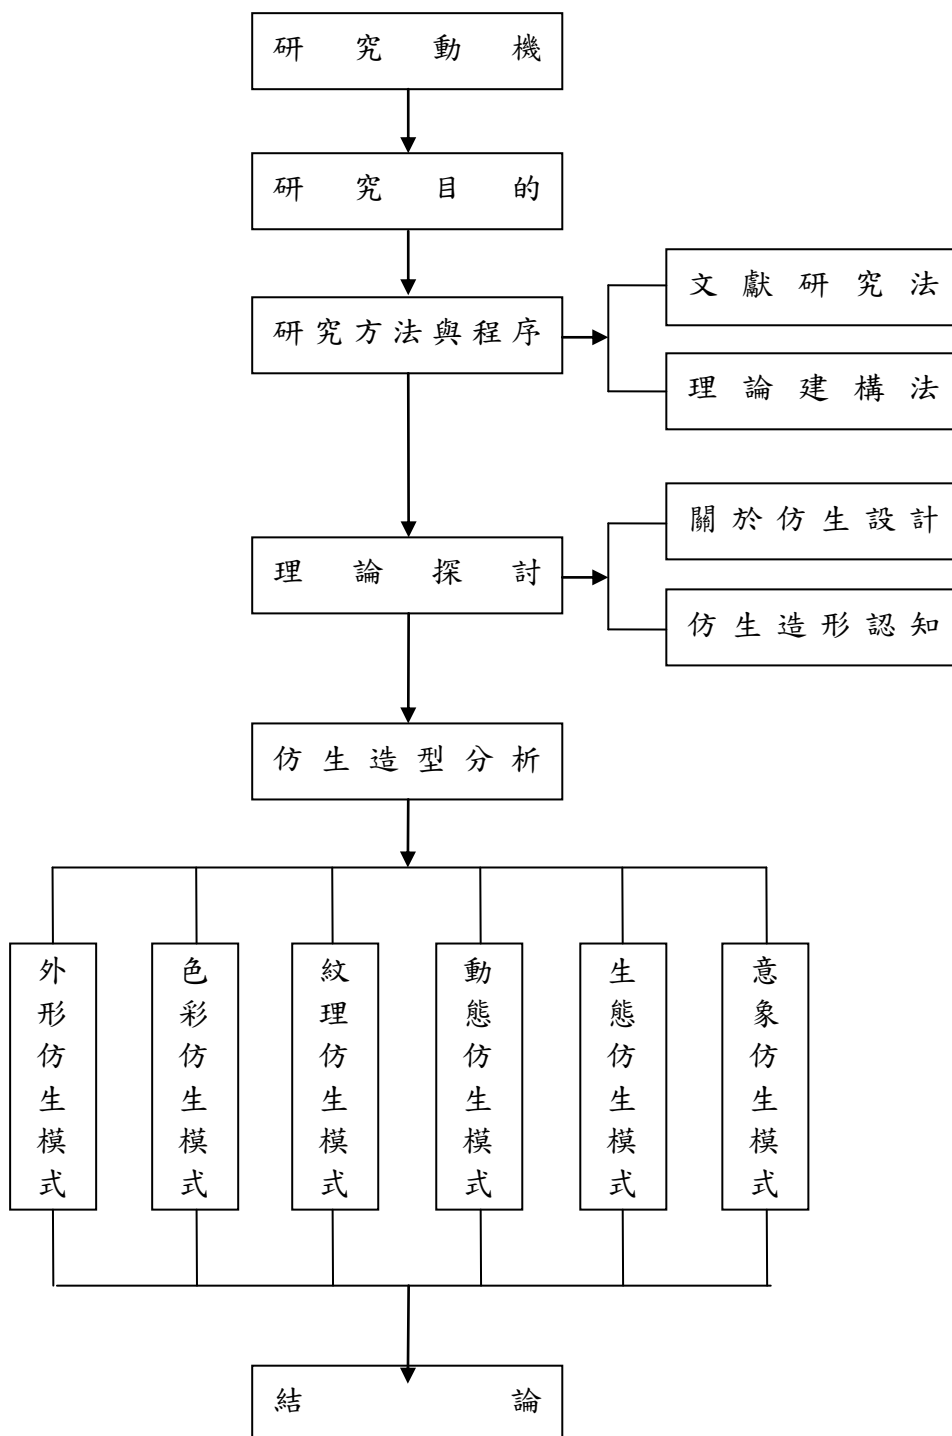 研究動機
研究目的
研究方法與程序
文獻研究法
理論建構法
理論探討
關於仿生設計
仿生造形認知
仿生造型分析
外形仿生模式
色彩仿生模式
紋理仿生模式
動態仿生模式
生態仿生模式
意象仿生模式
結論